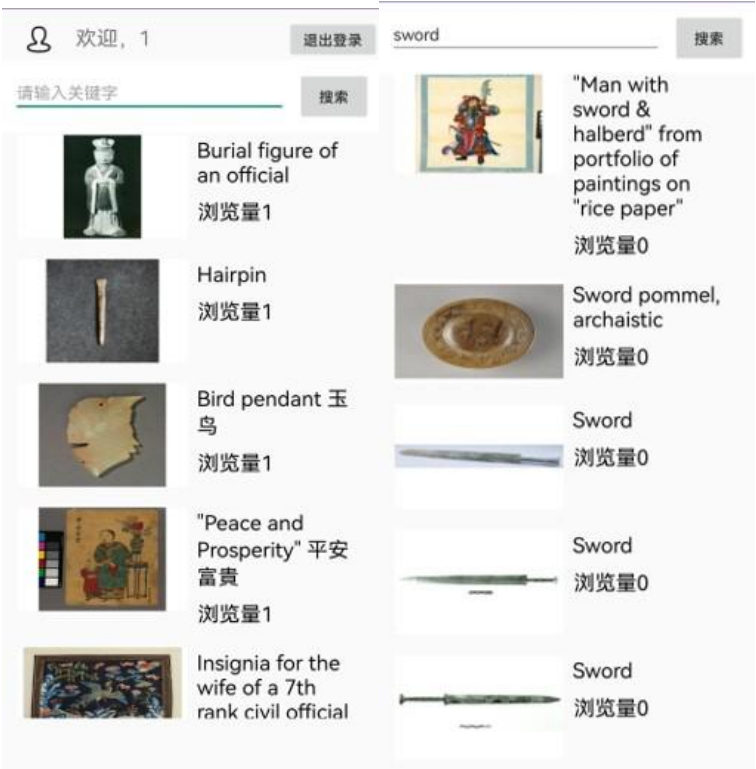 欢迎，1
退出登录
请输入关键字
搜索
Burial figure of
an official
浏览量1
Hairpin
浏览量1
Bird pendant 玉
鸟
浏览量1
"Peace and
Prosperity" 平安
富貴
浏览量1
Insignia for the
wife of a 7th
rank civil official
sword
搜索
"Man with
sword &
halberd" from
portfolio of
paintings on
"rice paper"
浏览量0
Sword pommel,
archaistic
浏览量0
Sword
浏览量0
Sword
浏览量0
Sword
浏览量0